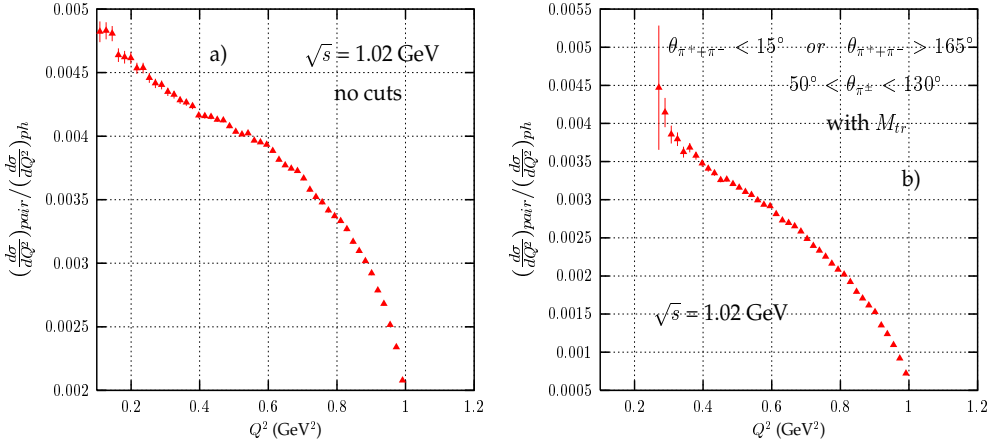 0.005
0.0045
0.004
0.0035
0.003
0.0025
0.002
0.2
0.4
0.6
0.8
1
1.2
Q² (GeV²)
(dσ/dQ²)pair/(dσ/dQ²)ph
a)
√s = 1.02 GeV
no cuts
0.0055
0.005
0.0045
0.004
0.0035
0.003
0.0025
0.002
0.0015
0.001
0.0005
0.2
0.4
0.6
0.8
1
1.2
Q² (GeV²)
(dσ/dQ²)pair/(dσ/dQ²)ph
θπ⁺+π⁻ < 15° or θπ⁺+π⁻ > 165°
50° < θπ± < 130°
with Mtr
b)
√s = 1.02 GeV